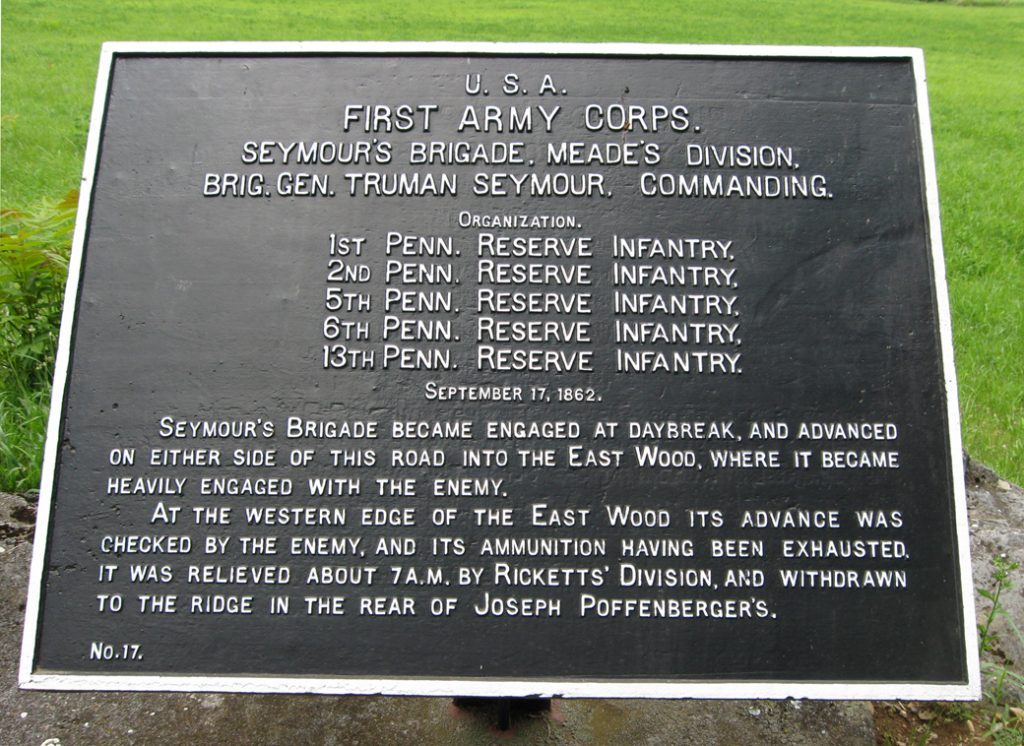 U. S. A.
FIRST ARMY CORPS.
SEYMOUR'S BRIGADE, MEADE'S DIVISION,
BRIG. GEN. TRUMAN SEYMOUR, COMMANDING.
ORGANIZATION.
1ST PENN. RESERVE INFANTRY,
2ND PENN. RESERVE INFANTRY,
5TH PENN. RESERVE INFANTRY,
6TH PENN. RESERVE INFANTRY,
13TH PENN. RESERVE INFANTRY.
SEPTEMBER 17, 1862.
SEYMOUR'S BRIGADE BECAME ENGAGED AT DAYBREAK, AND ADVANCED
ON EITHER SIDE OF THIS ROAD INTO THE EAST WOOD, WHERE IT BECAME
HEAVILY ENGAGED WITH THE ENEMY.
AT THE WESTERN EDGE OF THE EAST WOOD ITS ADVANCE WAS
CHECKED BY THE ENEMY, AND ITS AMMUNITION HAVING BEEN EXHAUSTED,
IT WAS RELIEVED ABOUT 7 A.M. BY RICKETTS' DIVISION, AND WITHDRAWN
TO THE RIDGE IN THE REAR OF JOSEPH POFFENBERGER'S.
NO. 17.